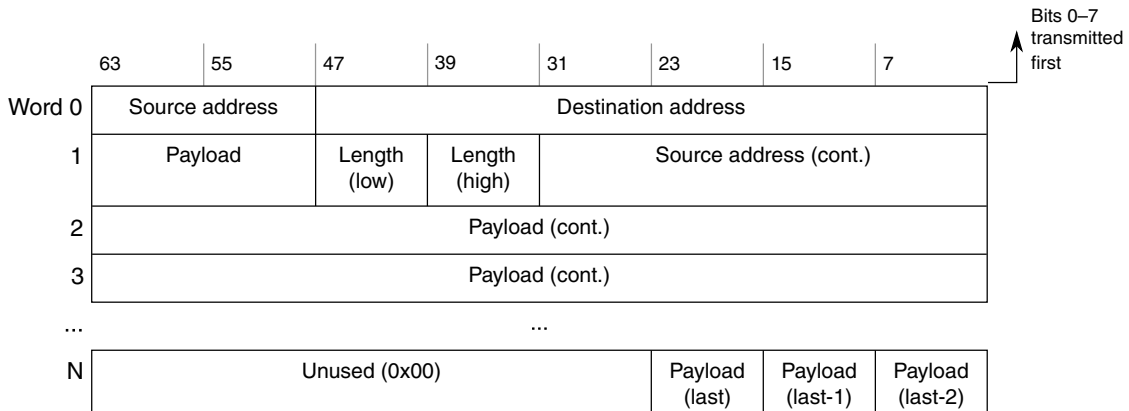 Bits 0–7
transmitted
first
63 55 47 39 31 23 15 7
Word 0 Source address Destination address
1 Payload Length Length Source address (cont.)
(low) (high)
2 Payload (cont.)
3 Payload (cont.)
... ...
N Unused (0x00) Payload Payload Payload
(last) (last-1) (last-2)